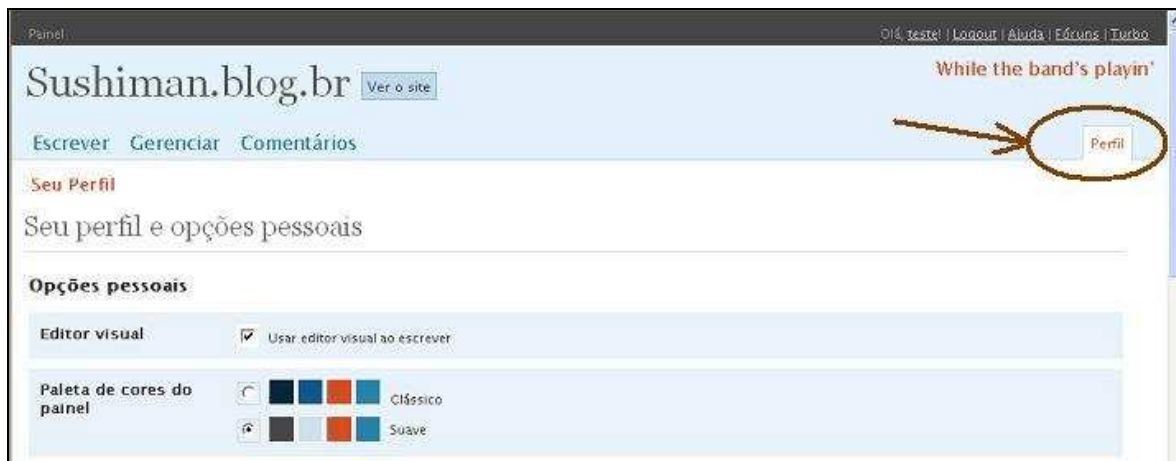 Painel
Olá, teste! | Logout | Ajuda | Fóruns | Turbo
Sushiman.blog.br Ver o site
While the band's playin'
Escrever Gerenciar Comentários
Perfil
Seu Perfil
Seu perfil e opções pessoais
Opções pessoais
Editor visual
Usar editor visual ao escrever
Paleta de cores do
painel
Clássico
Suave